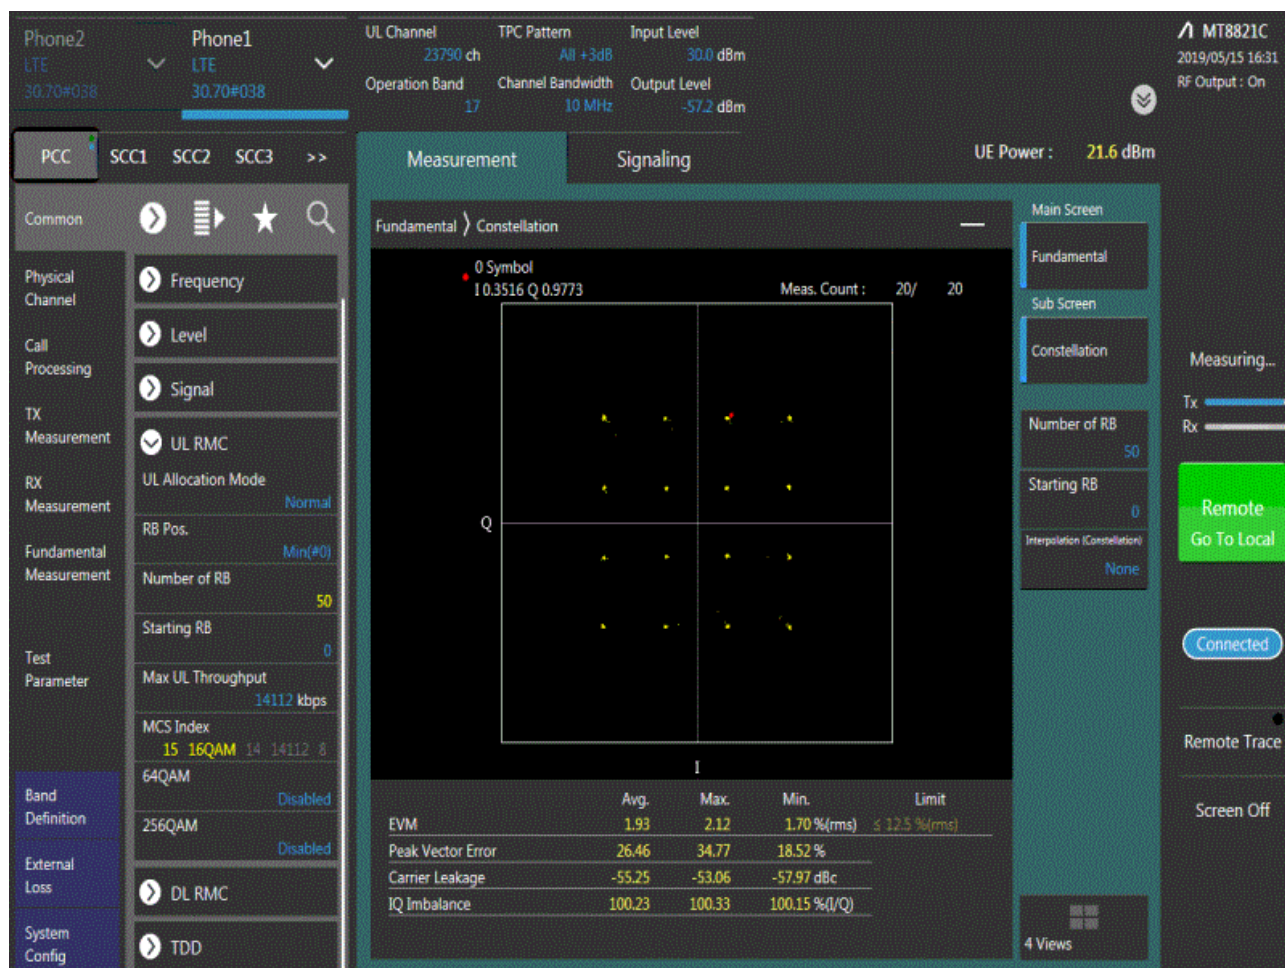 Phone2
LTE
30.70#038
Phone1
LTE
30.70#038
UL Channel
23790 ch
TPC Pattern
All +3dB
Input Level
30.0 dBm
Operation Band
17
Channel Bandwidth
10 MHz
Output Level
-57.2 dBm
MT8821C
2019/05/15 16:31
RF Output : On
PCC SCC1 SCC2 SCC3 >>
Measurement
Signaling
UE Power : 21.6 dBm
Common
Physical
Channel
Call
Processing
TX
Measurement
RX
Measurement
Fundamental
Measurement
Test
Parameter
Band
Definition
External
Loss
System
Config
Frequency
Level
Signal
UL RMC
UL Allocation Mode
Normal
RB Pos.
Min(#0)
Number of RB
50
Starting RB
0
Max UL Throughput
14112 kbps
MCS Index
15 16QAM 14 14112 8
64QAM
Disabled
256QAM
Disabled
DL RMC
TDD
Fundamental 〉 Constellation
0 Symbol
I 0.3516 Q 0.9773
Meas. Count : 20/ 20
Q
I
Avg. Max. Min. Limit
EVM 1.93 2.12 1.70 %(rms) ≤ 12.5 %(rms)
Peak Vector Error 26.46 34.77 18.52 %
Carrier Leakage -55.25 -53.06 -57.97 dBc
IQ Imbalance 100.23 100.33 100.15 %(I/Q)
Main Screen
Fundamental
Sub Screen
Constellation
Number of RB
50
Starting RB
0
Interpolation (Constellation)
None
4 Views
Measuring...
Tx
Rx
Remote
Go To Local
Connected
Remote Trace
Screen Off